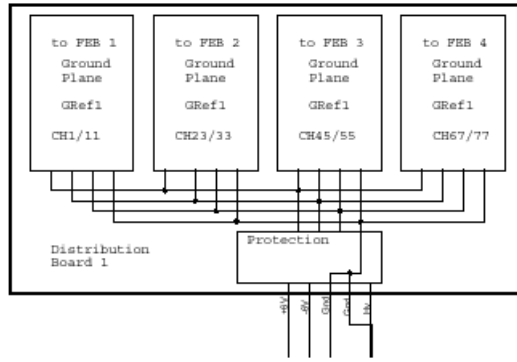 to FEB 1
Ground
Plane
GRef1
CH1/11
to FEB 2
Ground
Plane
GRef1
CH23/33
to FEB 3
Ground
Plane
GRef1
CH45/55
to FEB 4
Ground
Plane
GRef1
CH67/77
Protection
Distribution
Board 1
+8V
-8V
Gnd
Gnd
Hv